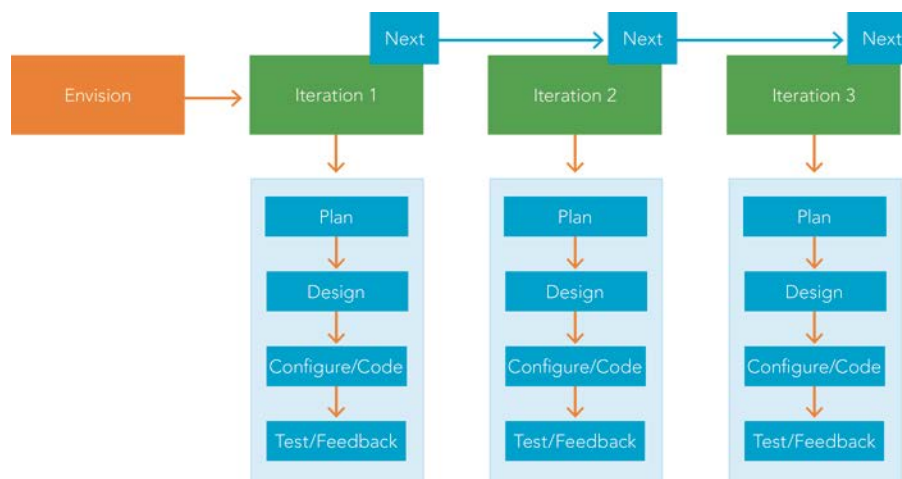 Next
Next
Next
Envision
Iteration 1
Iteration 2
Iteration 3
Plan
Plan
Plan
Design
Design
Design
Configure/Code
Configure/Code
Configure/Code
Test/Feedback
Test/Feedback
Test/Feedback